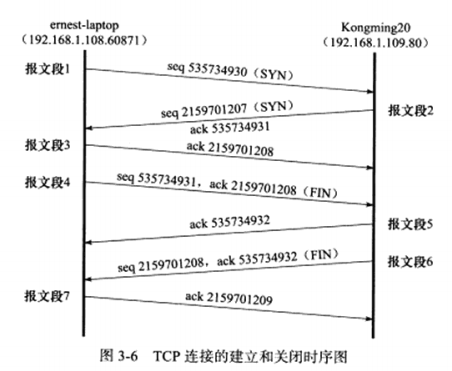 ernest-laptop
Kongming20
（192.168.1.108.60871）
（192.168.1.109.80）
报文段1
seq 535734930（SYN）
seq 2159701207（SYN）
报文段2
ack 535734931
报文段3
ack 2159701208
报文段4
seq 535734931，ack 2159701208（FIN）
ack 535734932
报文段5
seq 2159701208，ack 535734932（FIN）
报文段6
报文段7
ack 2159701209
图 3-6 TCP 连接的建立和关闭时序图